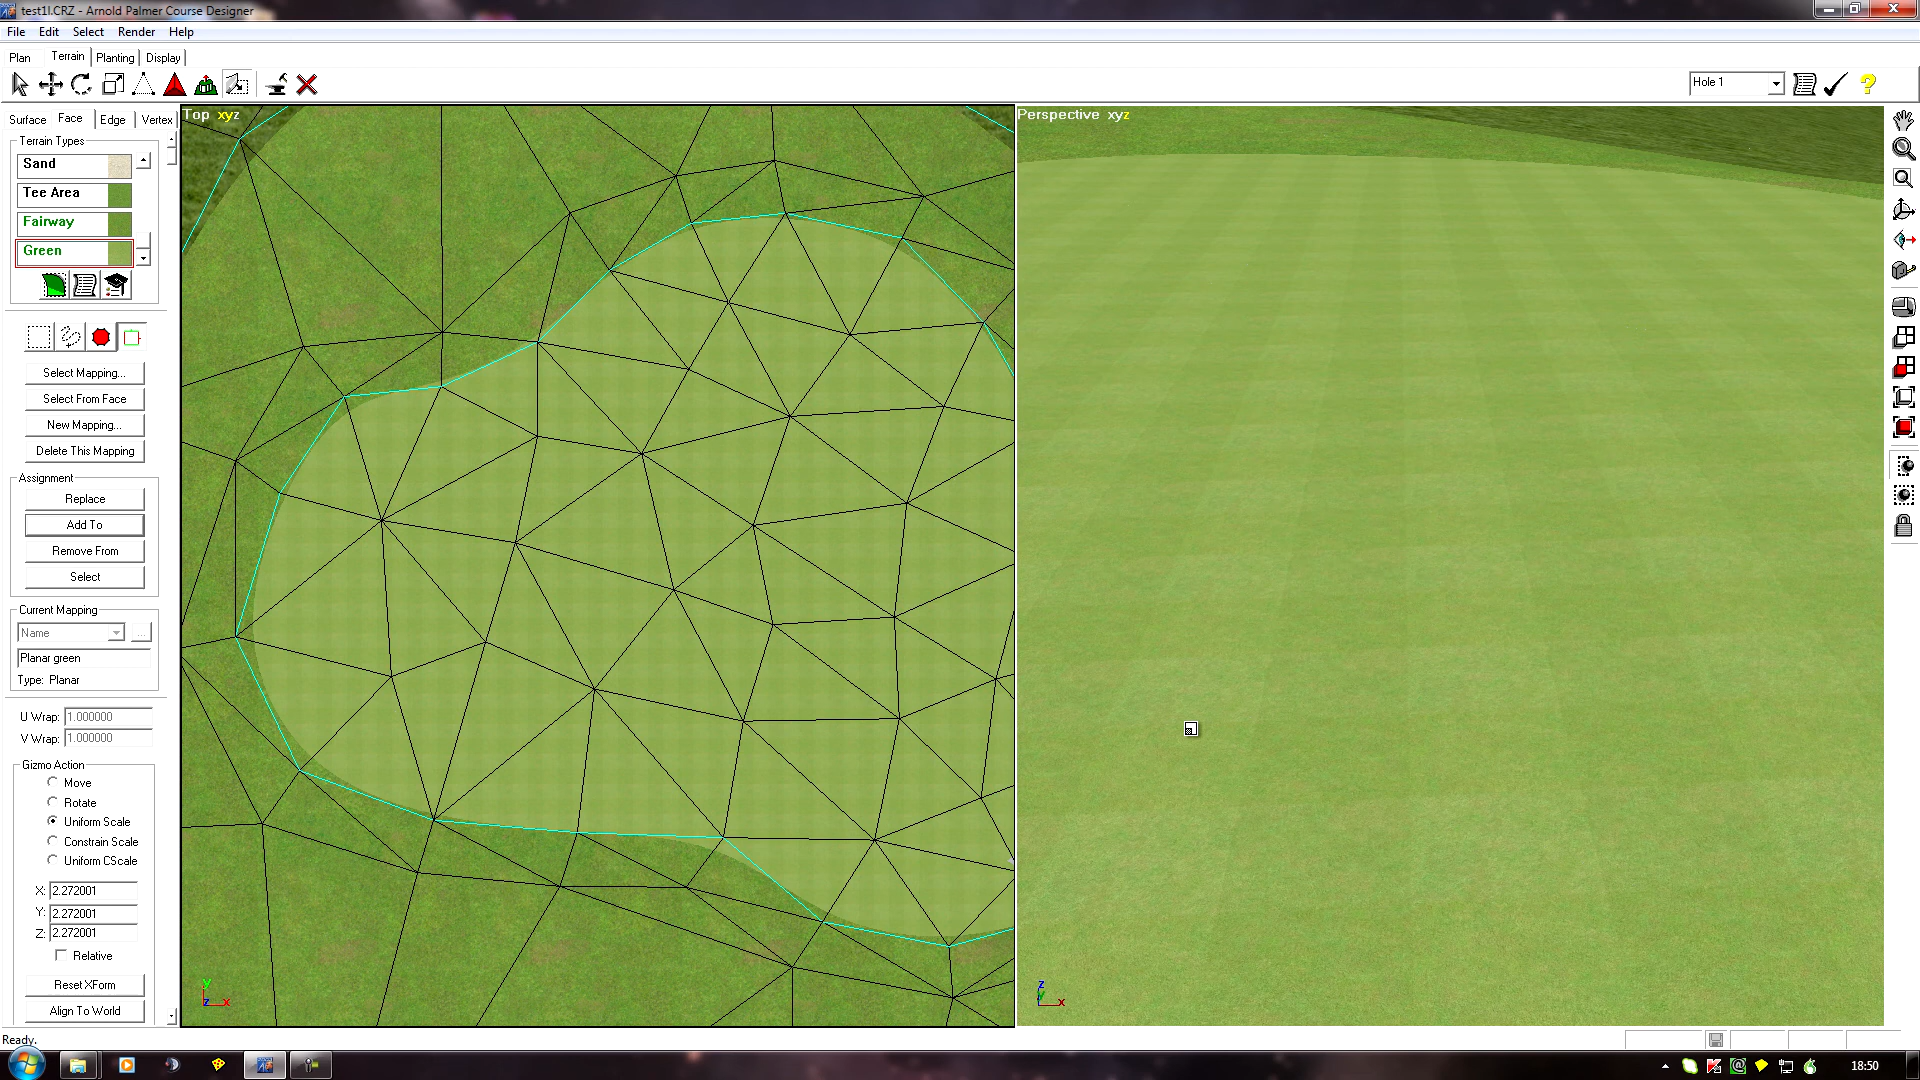 test1l.CRZ - Arnold Palmer Course Designer
File Edit Select Render Help
Plan Terrain Planting Display
Hole 1
Surface Face Edge Vertex
Terrain Types
Sand
Tee Area
Fairway
Green
Select Mapping...
Select From Face
New Mapping...
Delete This Mapping
Assignment
Replace
Add To
Remove From
Select
Current Mapping
Name
...
Planar green
Type: Planar
U Wrap: 1.000000
V Wrap: 1.000000
Gizmo Action
Move
Rotate
Uniform Scale
Constrain Scale
Uniform CScale
X: 2.272001
Y: 2.272001
Z: 2.272001
Relative
Reset XForm
Align To World
Top xyz
y
z x
Perspective xyz
z
y x
Ready.
18:50